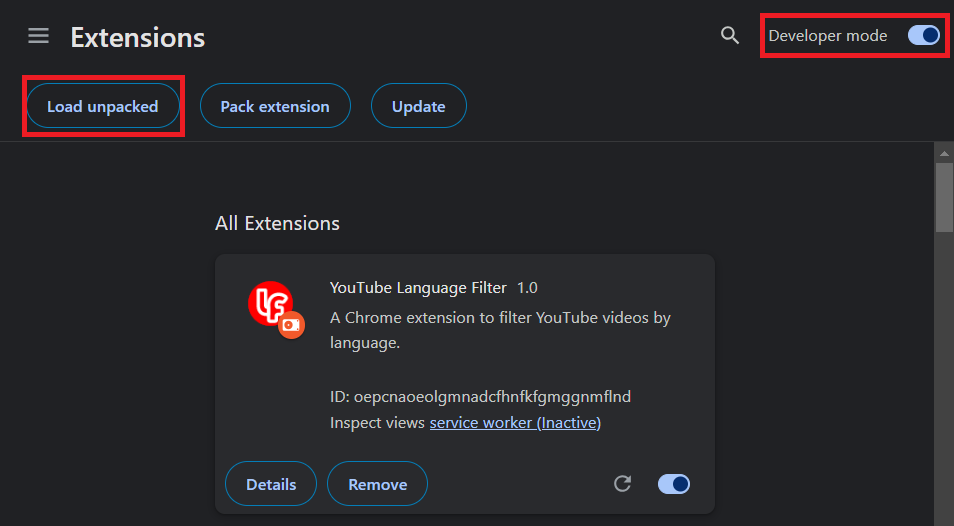 Extensions
Developer mode
Load unpacked
Pack extension
Update
All Extensions
lf
YouTube Language Filter 1.0
A Chrome extension to filter YouTube videos by
language.
ID: oepcnaoeolgmnadcfhnfkfgmggnmflnd
Inspect views service worker (Inactive)
Details
Remove